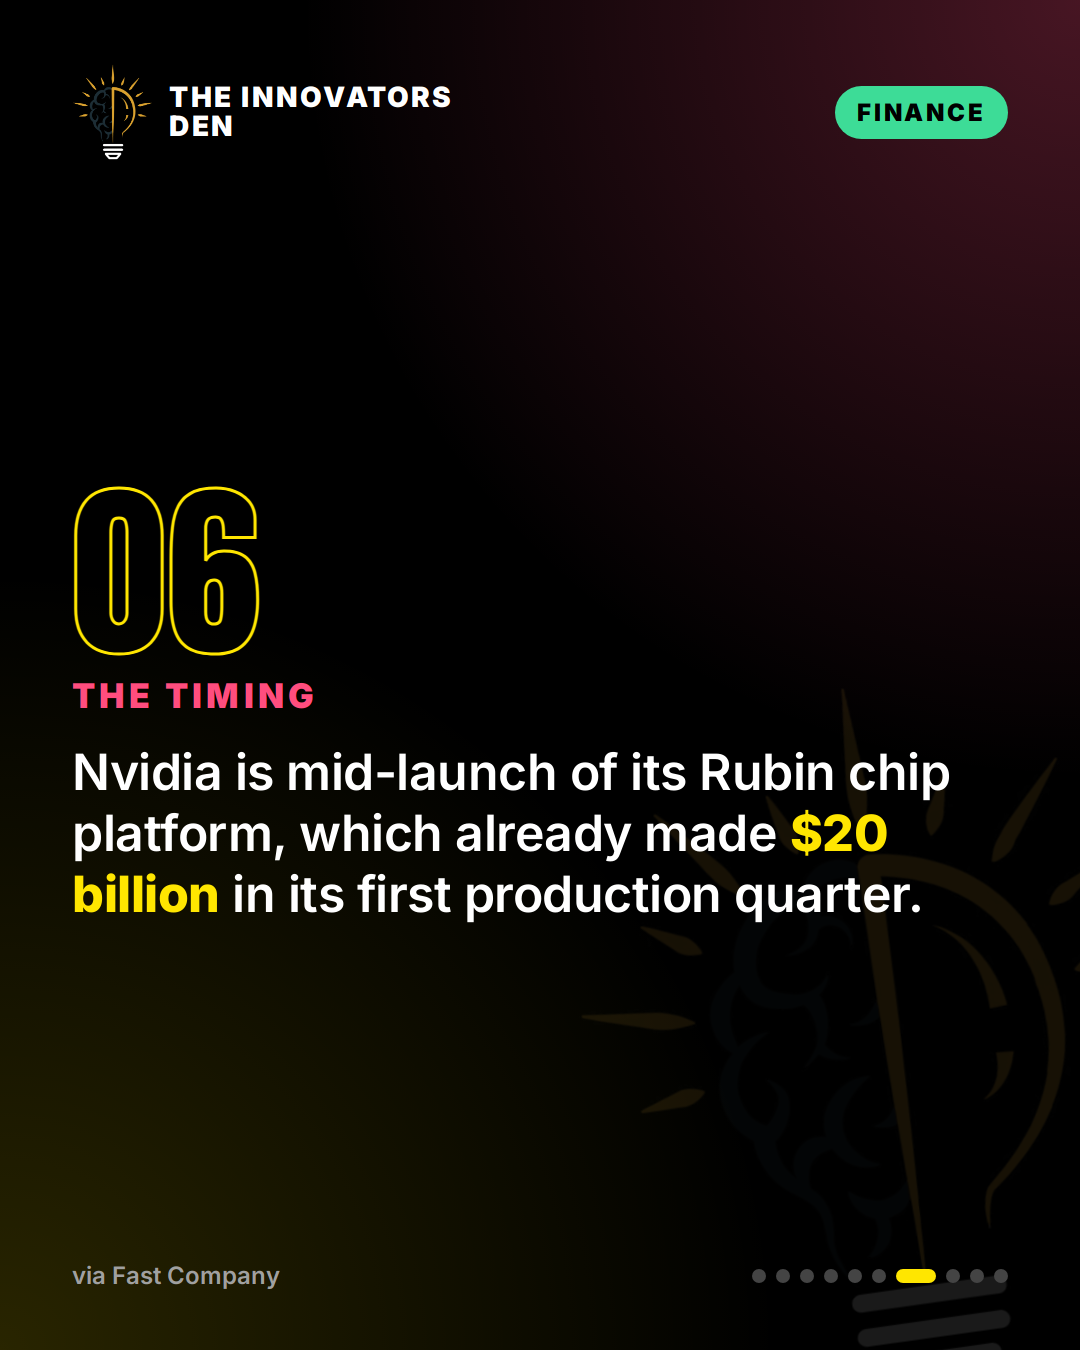 THE INNOVATORS
DEN
FINANCE
06
THE TIMING
Nvidia is mid-launch of its Rubin chip
platform, which already made $20
billion in its first production quarter.
via Fast Company